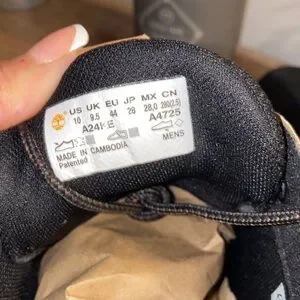 US UK EU JP MX CN
10 9.5 44 28 28,0 280(2.5)
A4725
MENS
MADE IN CAMBODIA
Patented